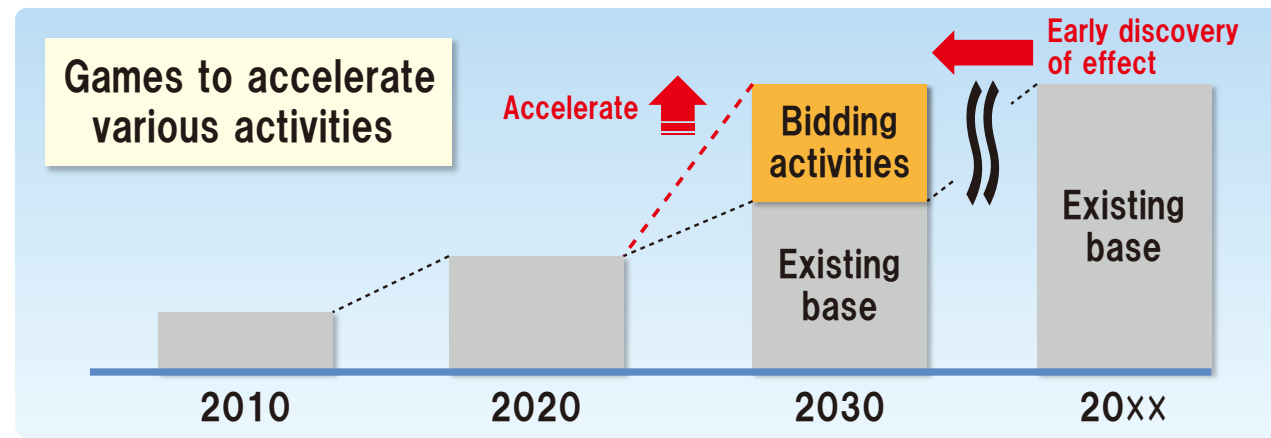 Games to accelerate
various activities
Accelerate
Early discovery
of effect
Bidding
activities
Existing
base
Existing
base
2010
2020
2030
20××